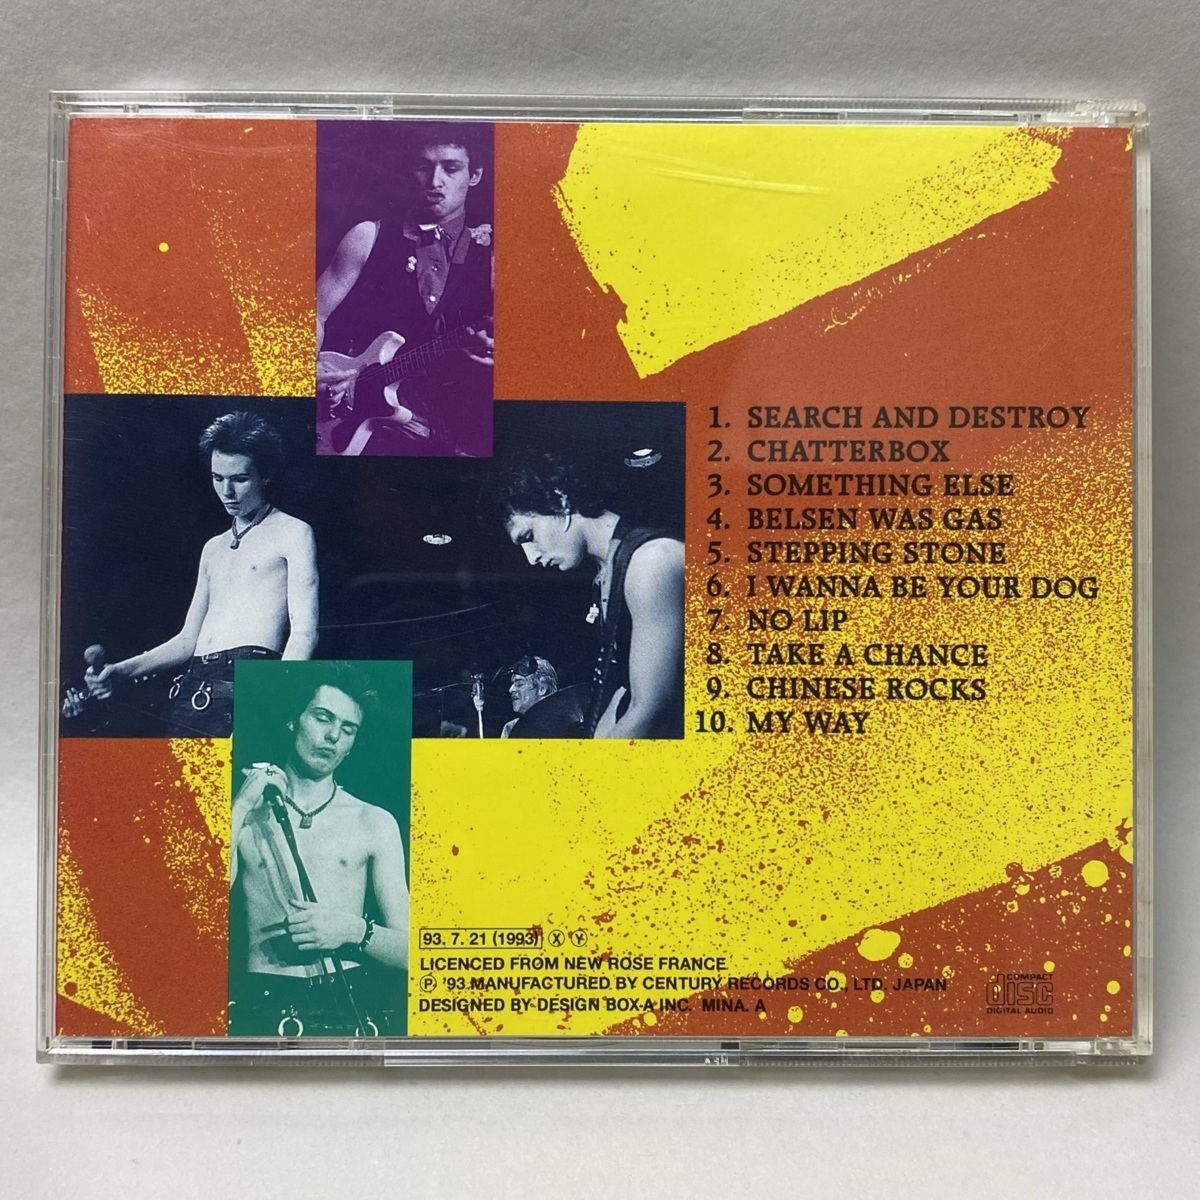 1. SEARCH AND DESTROY
2. CHATTERBOX
3. SOMETHING ELSE
4. BELSEN WAS GAS
5. STEPPING STONE
6. I WANNA BE YOUR DOG
7. NO LIP
8. TAKE A CHANCE
9. CHINESE ROCKS
10. MY WAY
93. 7. 21 (1993) Ⓧ Ⓨ
LICENCED FROM NEW ROSE FRANCE
Ⓟ '93 MANUFACTURED BY CENTURY RECORDS CO., LTD. JAPAN
DESIGNED BY DESIGN BOX-A INC. MINA. A
COMPACT
disc
DIGITAL AUDIO